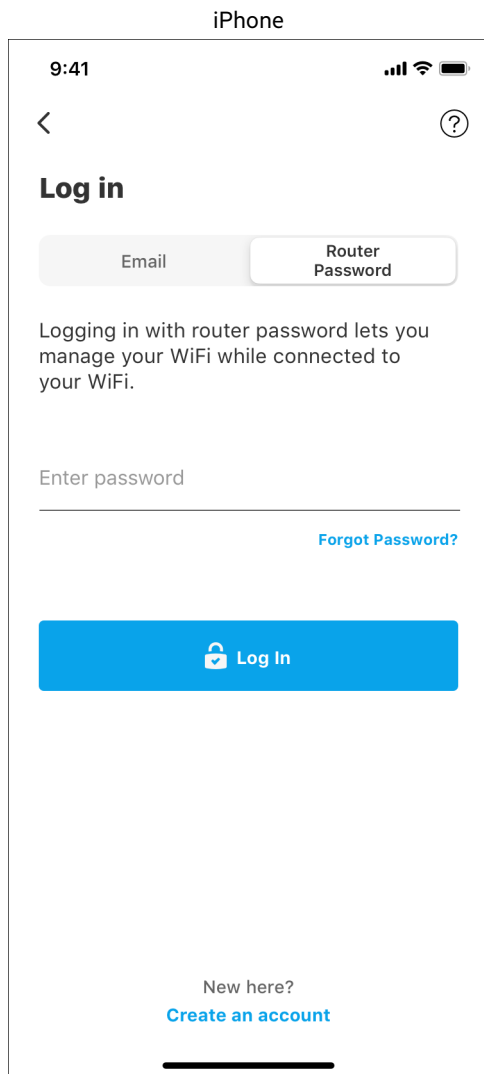 iPhone
9:41
Log in
Email
Router
Password
Logging in with router password lets you
manage your WiFi while connected to
your WiFi.
Enter password
Forgot Password?
Log In
New here?
Create an account